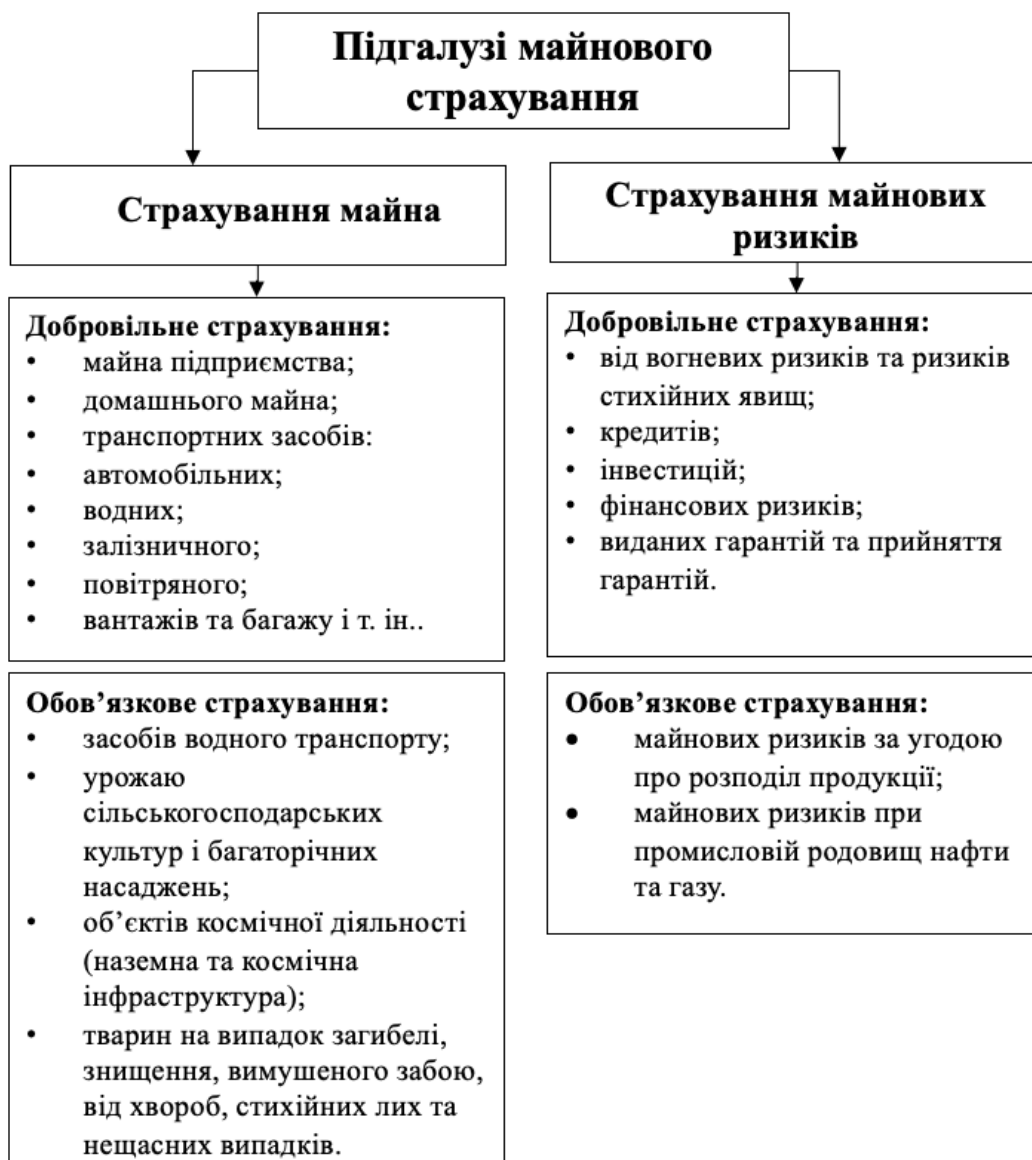 Підгалузі майнового
страхування
Страхування майна
Страхування майнових
ризиків
Добровільне страхування:
• майна підприємства;
• домашнього майна;
• транспортних засобів:
• автомобільних;
• водних;
• залізничного;
• повітряного;
• вантажів та багажу і т. ін..
Добровільне страхування:
• від вогневих ризиків та ризиків
стихійних явищ;
• кредитів;
• інвестицій;
• фінансових ризиків;
• виданих гарантій та прийняття
гарантій.
Обов’язкове страхування:
• засобів водного транспорту;
• урожаю
сільськогосподарських
культур і багаторічних
насаджень;
• об’єктів космічної діяльності
(наземна та космічна
інфраструктура);
• тварин на випадок загибелі,
знищення, вимушеного забою,
від хвороб, стихійних лих та
нещасних випадків.
Обов’язкове страхування:
• майнових ризиків за угодою
про розподіл продукції;
• майнових ризиків при
промисловій родовищ нафти
та газу.